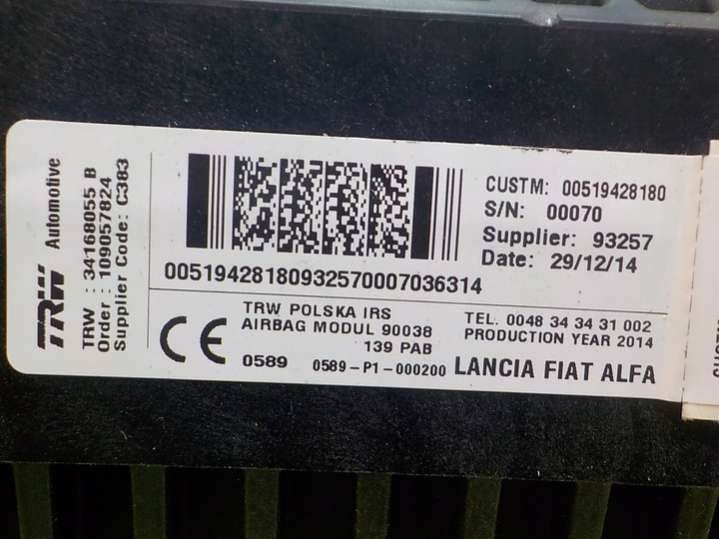 TRW Automotive
TRW : 34168055 B
Order : 109057824
Supplier Code: C383
CUSTM: 00519428180
S/N: 00070
Supplier: 93257
Date: 29/12/14
00519428180932570007036314
TRW POLSKA IRS
AIRBAG MODUL 90038
139 PAB
TEL. 0048 34 34 31 002
PRODUCTION YEAR 2014
CE 0589
0589-P1-000200
LANCIA FIAT ALFA